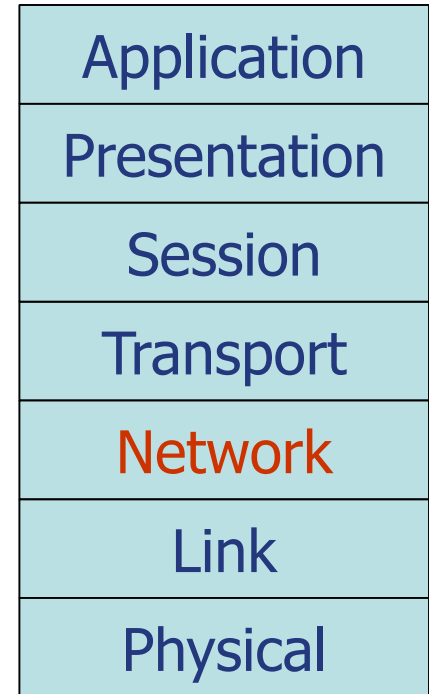 Application
Presentation
Session
Transport
Network
Link
Physical